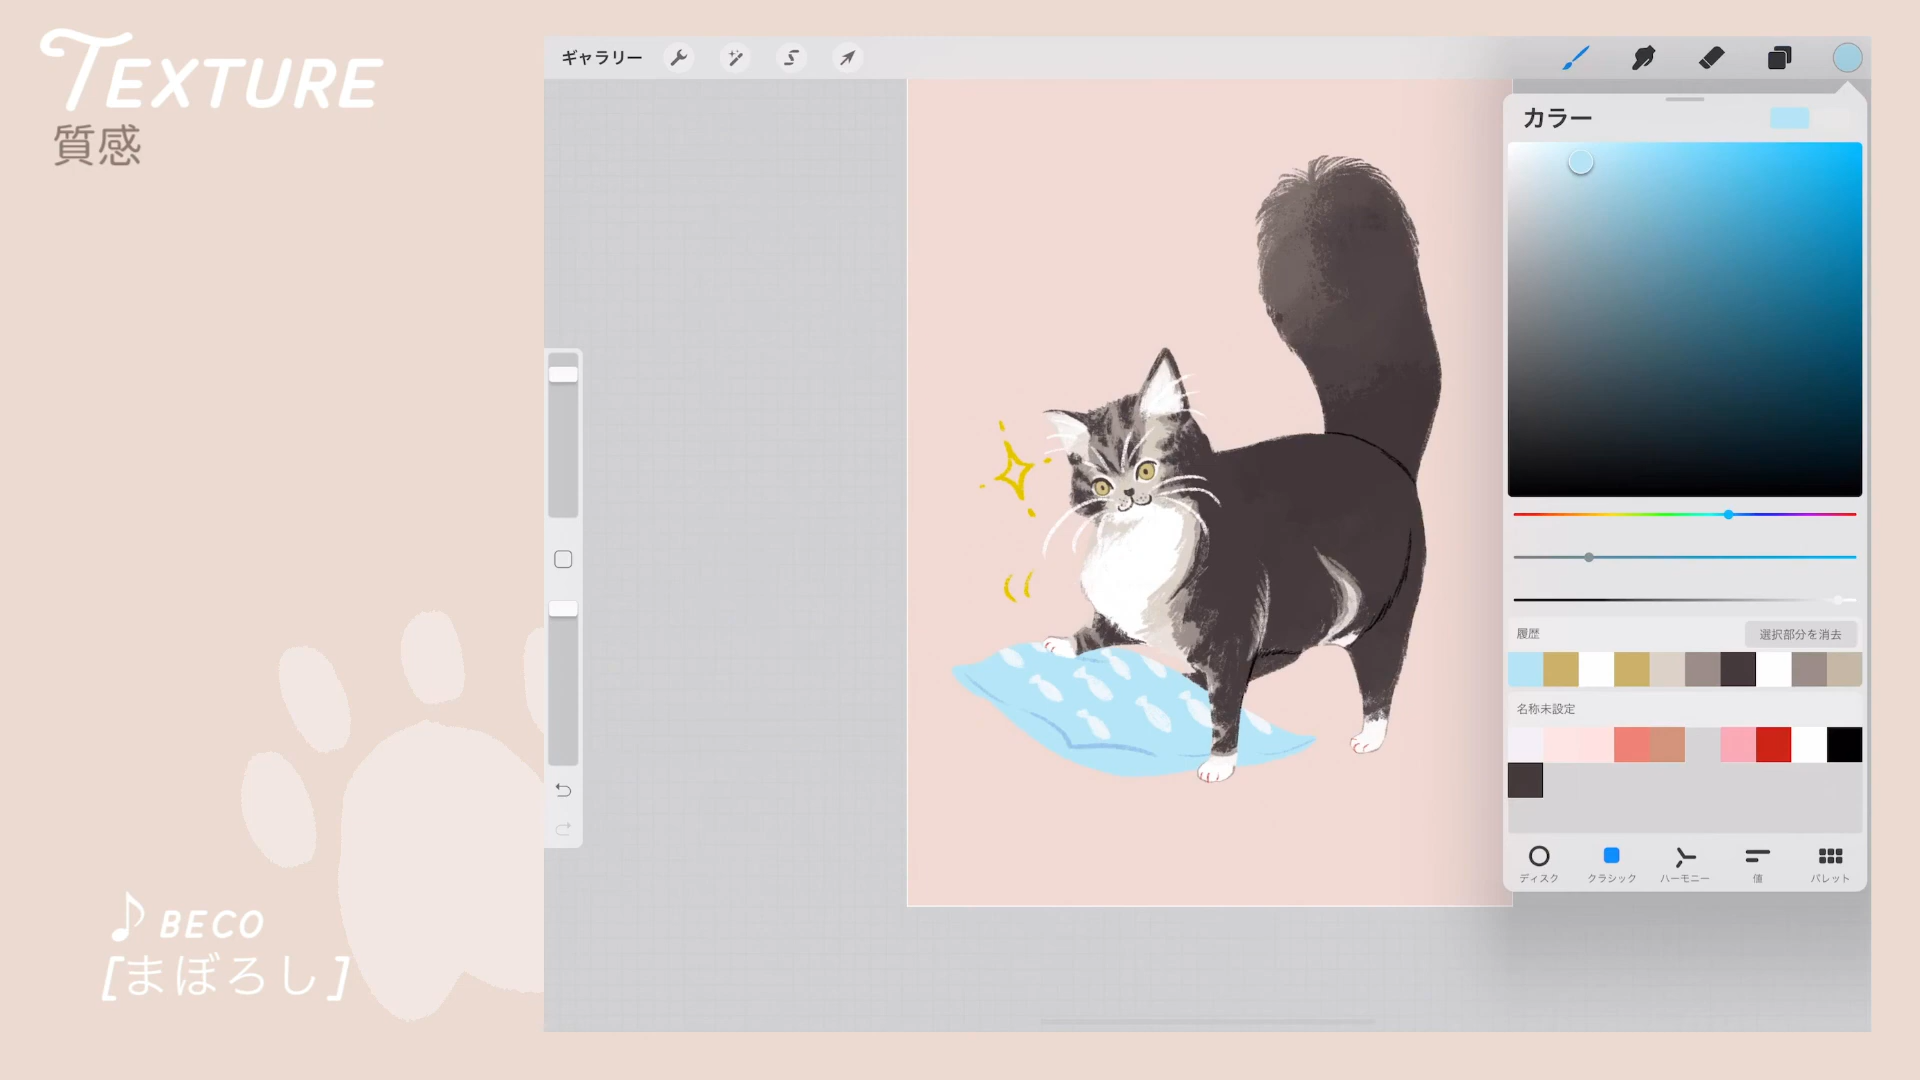 TEXTURE
質感
ギャラリー
カラー
履歴
選択部分を消去
名称未設定
ディスク
クラシック
ハーモニー
値
パレット
♪ BECO
[まぼろし]